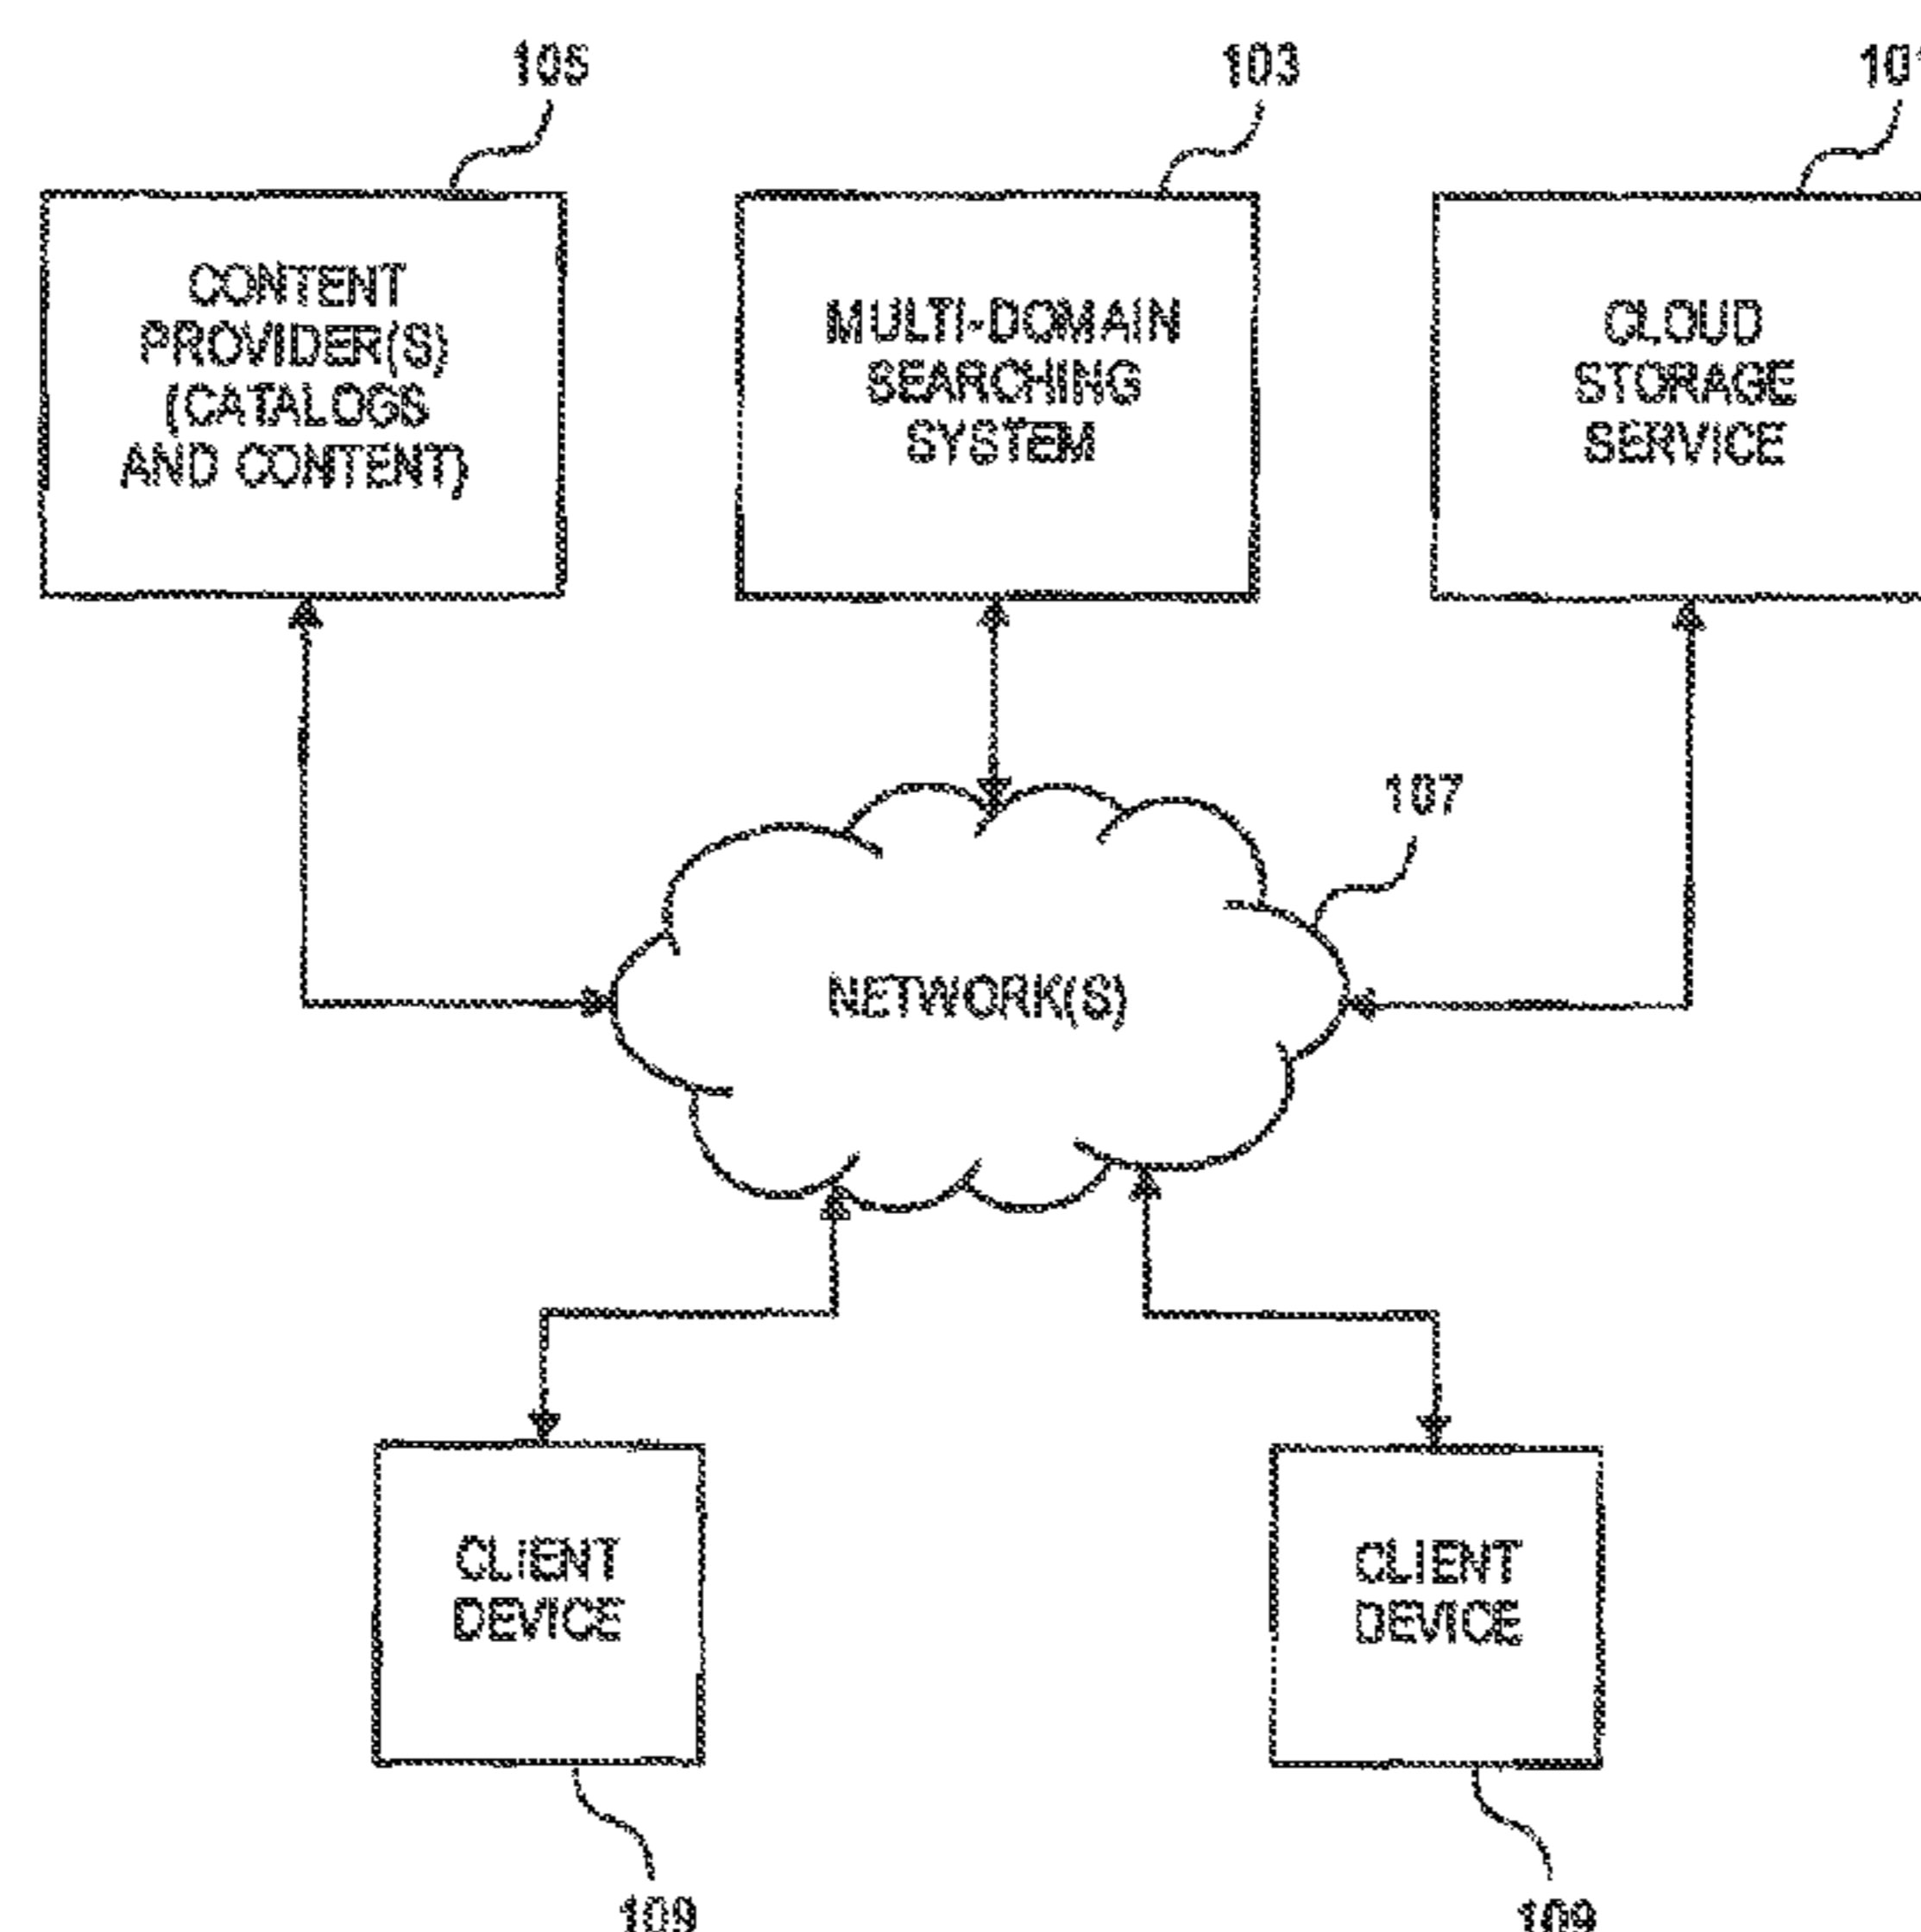 105
103
101
CONTENT
PROVIDER(S)
(CATALOGS
AND CONTENT)
MULTI-DOMAIN
SEARCHING
SYSTEM
CLOUD
STORAGE
SERVICE
107
NETWORK(S)
CLIENT
DEVICE
CLIENT
DEVICE
109
109